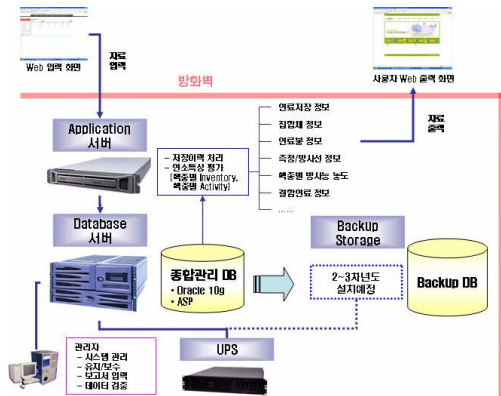 Web 입력 화면
자료
입력
방화벽
사용자 Web 출력 화면
자료
출력
Application
서버
- 저장이력 처리
- 연소특성 평가
[핵종별 Inventory,
핵종별 Activity]
연료저장 정보
집합체 정보
연료봉 정보
측정/방사선 정보
핵종별 방사능 농도
결합연료 정보
......
Database
서버
종합관리 DB
• Oracle 10g
• ASP
Backup
Storage
2~3차년도
설치예정
Backup DB
관리자
- 시스템 관리
- 유지/보수
- 보고서 입력
- 데이터 검증
UPS